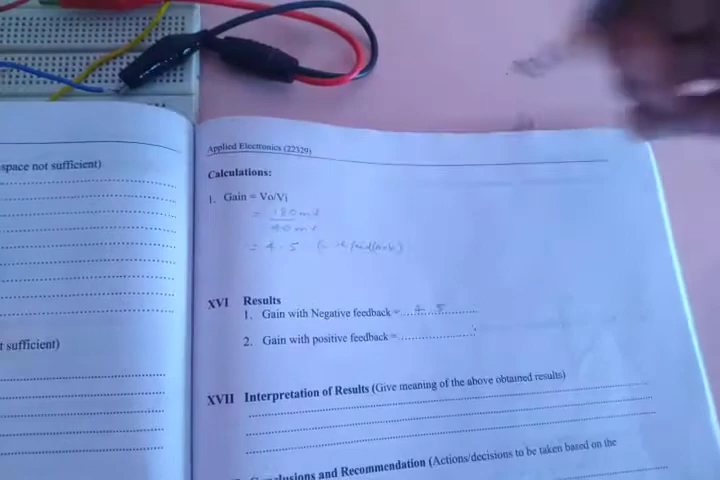 space not sufficient)
t sufficient)
Applied Electronics (22329)
Calculations:
1. Gain = Vo/Vi
= 180 mV
40 mV
= 4.5
XVI Results
1. Gain with Negative feedback = 4.5
2. Gain with positive feedback =
XVII Interpretation of Results (Give meaning of the above obtained results)
and Recommendation (Actions/decisions to be taken based on the